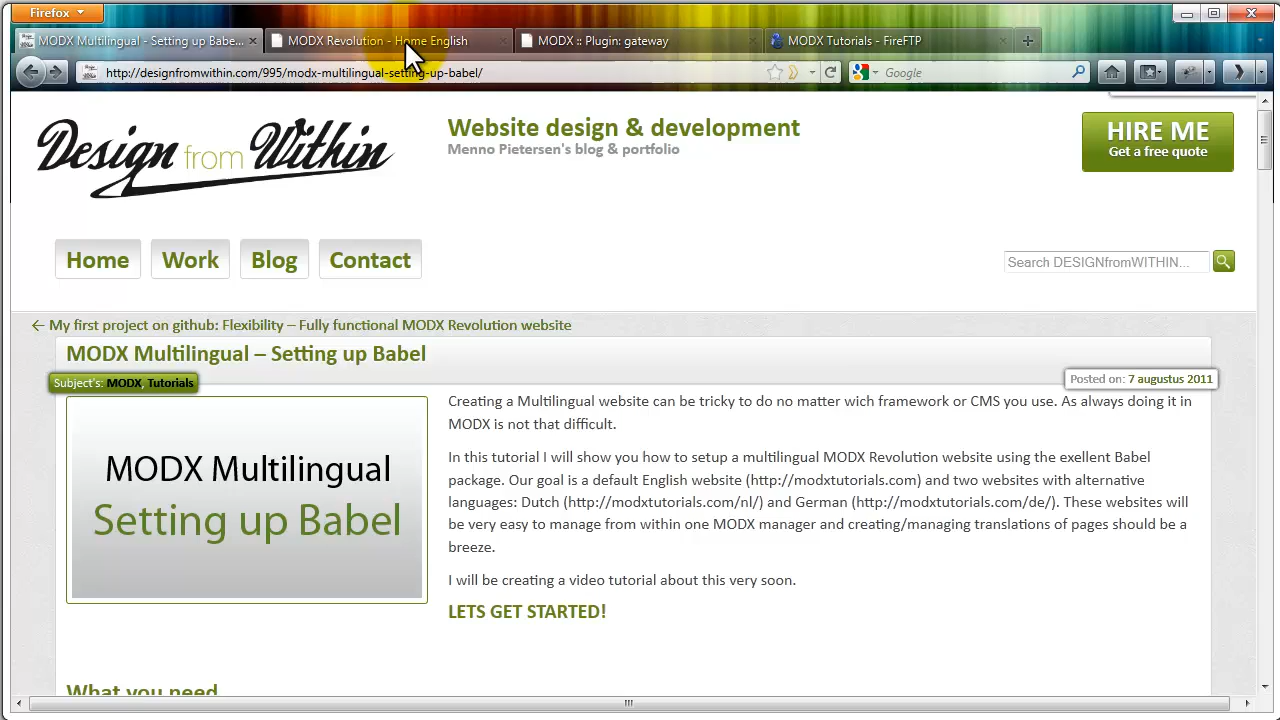 Firefox
MODX Multilingual - Setting up Babe...
MODX Revolution - Home English
MODX :: Plugin: gateway
MODX Tutorials - FireFTP
http://designfromwithin.com/995/modx-multilingual-setting-up-babel/
Google
Design from Within
Website design & development
Menno Pietersen's blog & portfolio
HIRE ME
Get a free quote
Home
Work
Blog
Contact
Search DESIGNfromWITHIN...
← My first project on github: Flexibility – Fully functional MODX Revolution website
MODX Multilingual – Setting up Babel
Subject's: MODX, Tutorials
Posted on: 7 augustus 2011
MODX Multilingual
Setting up Babel
Creating a Multilingual website can be tricky to do no matter wich framework or CMS you use. As always doing it in
MODX is not that difficult.
In this tutorial I will show you how to setup a multilingual MODX Revolution website using the exellent Babel
package. Our goal is a default English website (http://modxtutorials.com) and two websites with alternative
languages: Dutch (http://modxtutorials.com/nl/) and German (http://modxtutorials.com/de/). These websites will
be very easy to manage from within one MODX manager and creating/managing translations of pages should be a
breeze.
I will be creating a video tutorial about this very soon.
LETS GET STARTED!
What you need